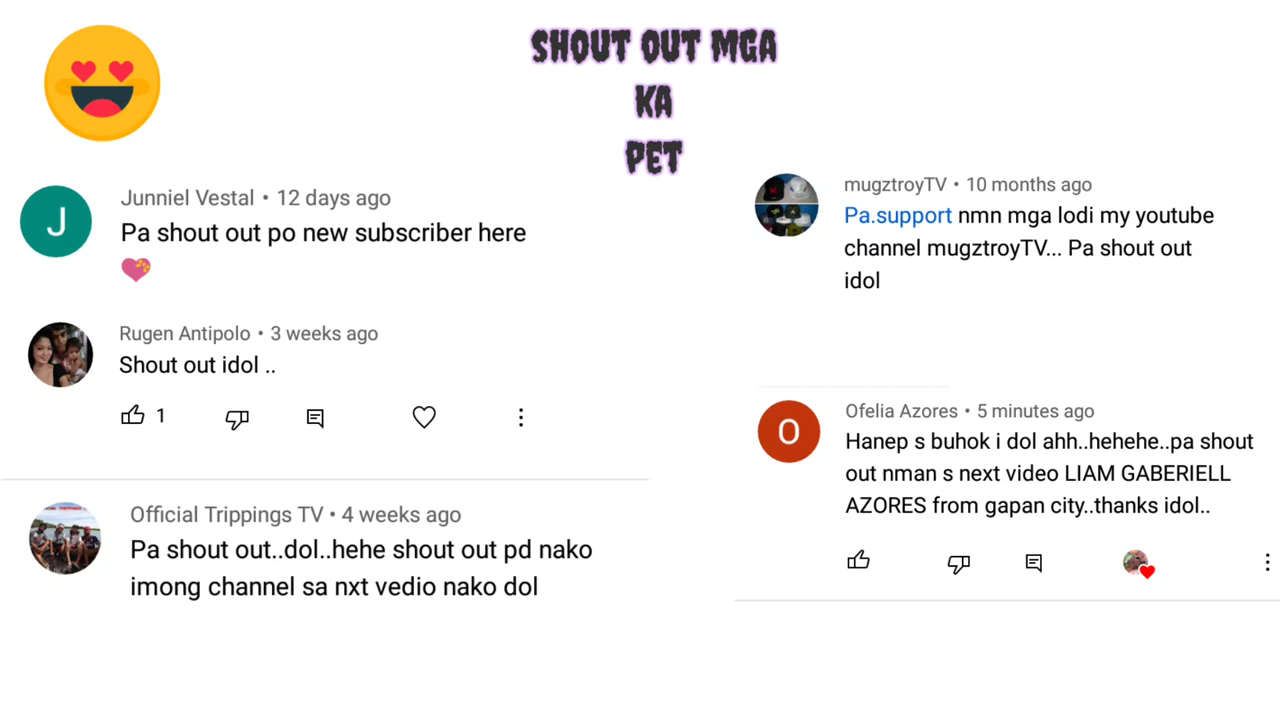 SHOUT OUT MGA
KA
PET
Junniel Vestal • 12 days ago
Pa shout out po new subscriber here
Rugen Antipolo • 3 weeks ago
Shout out idol ..
1
Official Trippings TV • 4 weeks ago
Pa shout out..dol..hehe shout out pd nako
imong channel sa nxt vedio nako dol
mugztroyTV • 10 months ago
Pa.support nmn mga lodi my youtube
channel mugztroyTV... Pa shout out
idol
Ofelia Azores • 5 minutes ago
Hanep s buhok i dol ahh..hehehe..pa shout
out nman s next video LIAM GABERIELL
AZORES from gapan city..thanks idol..
J
O